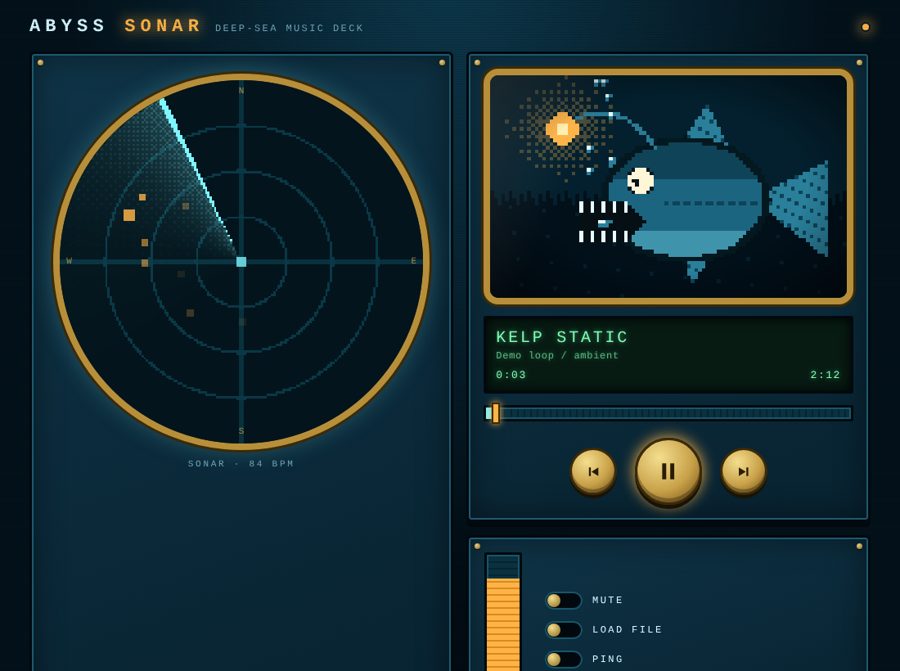 ABYSS SONAR DEEP-SEA MUSIC DECK
N
W
E
S
SONAR · 84 BPM
KELP STATIC
Demo loop / ambient
0:03 2:12
MUTE
LOAD FILE
PING